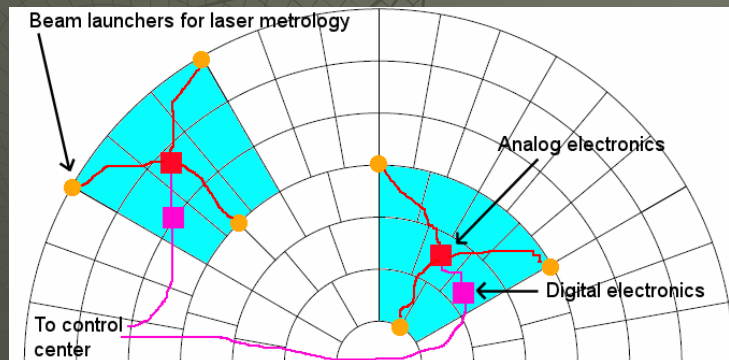 Beam launchers for laser metrology
Analog electronics
Digital electronics
To control
center